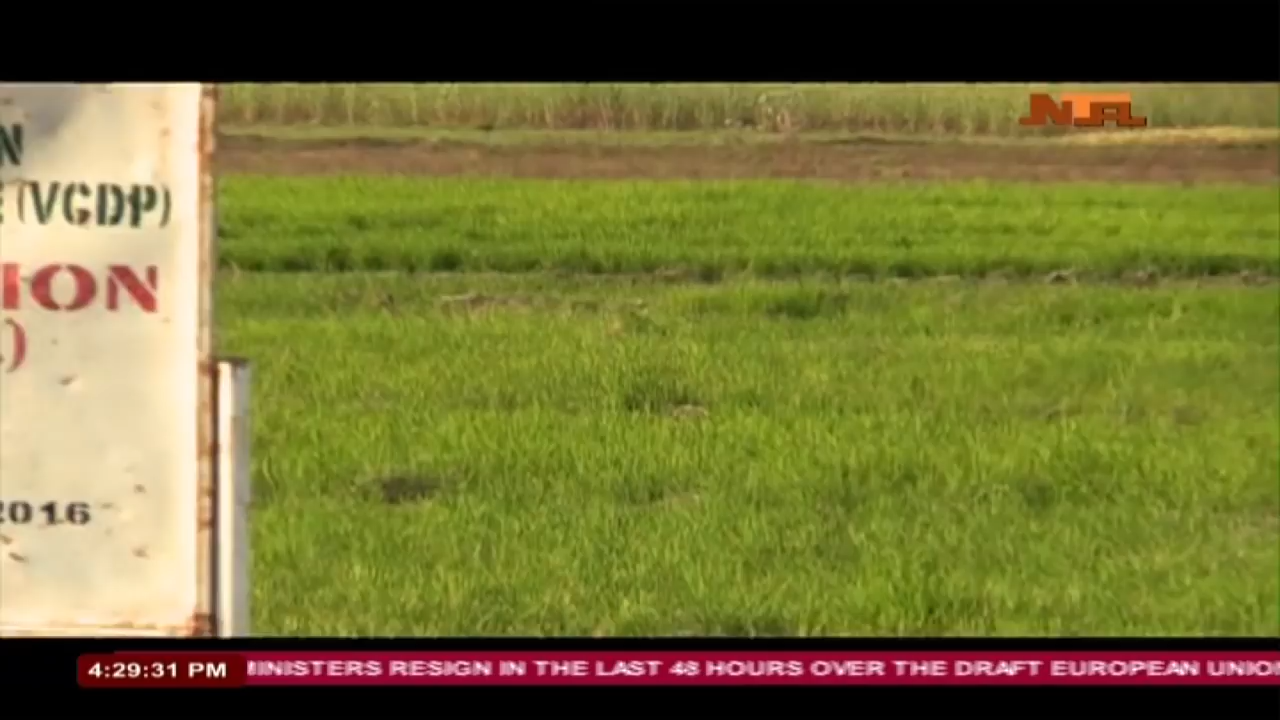 N
(VGDP)
ION
)
2016
NTA
4:29:31 PM
MINISTERS RESIGN IN THE LAST 48 HOURS OVER THE DRAFT EUROPEAN UNION